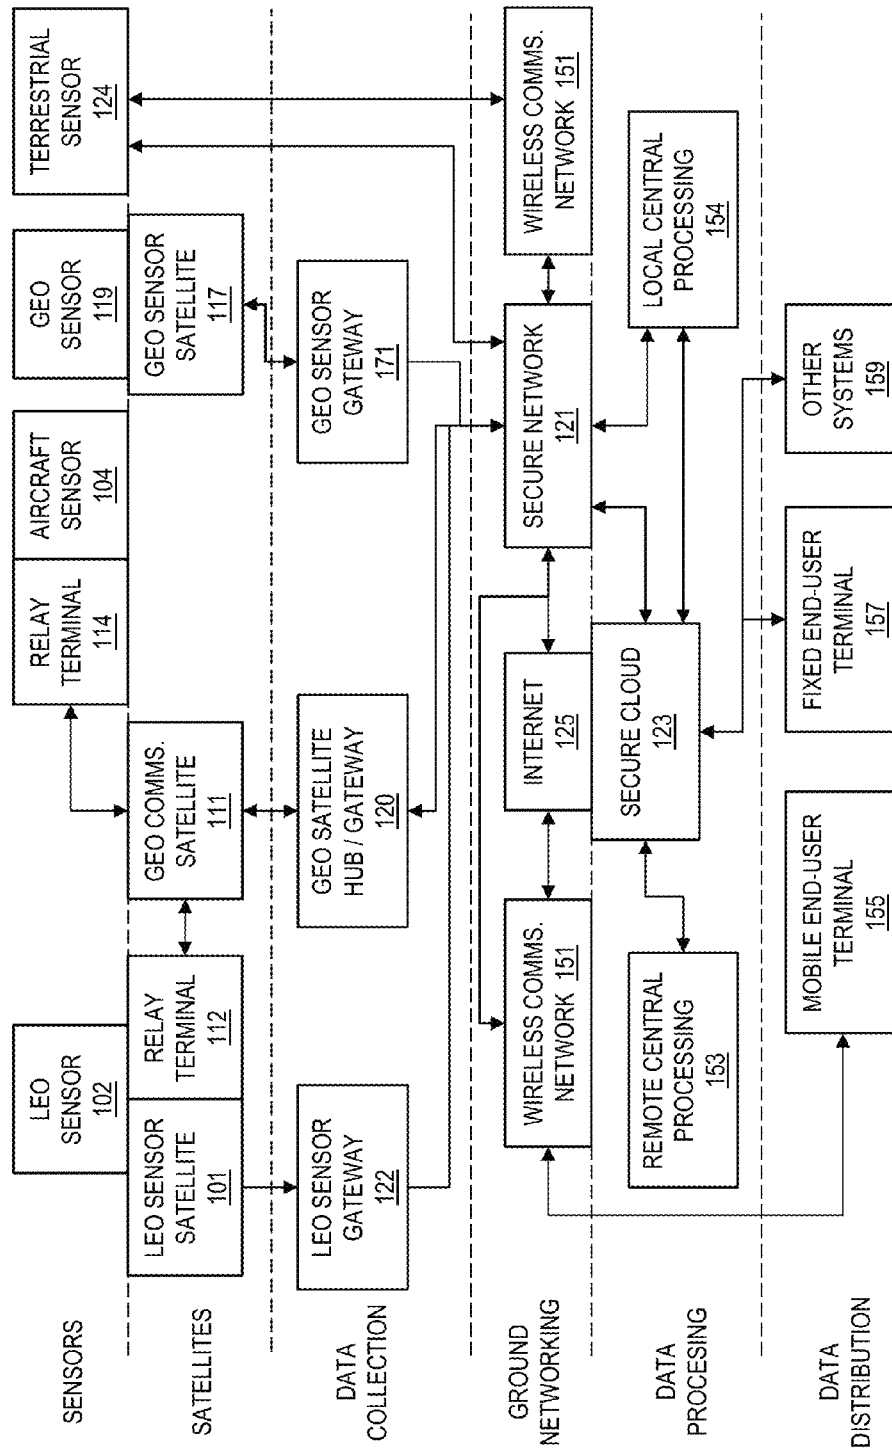 SENSORS
LEO
SENSOR
102
RELAY
TERMINAL
114
AIRCRAFT
SENSOR
104
GEO
SENSOR
119
TERRESTRIAL
SENSOR
124
SATELLITES
LEO SENSOR
SATELLITE
101
RELAY
TERMINAL
112
GEO COMMS.
SATELLITE
111
GEO SENSOR
SATELLITE
117
DATA
COLLECTION
LEO SENSOR
GATEWAY
122
GEO SATELLITE
HUB / GATEWAY
120
GEO SENSOR
GATEWAY
171
GROUND
NETWORKING
WIRELESS COMMS.
NETWORK 151
INTERNET
125
SECURE NETWORK
121
WIRELESS COMMS.
NETWORK 151
DATA
PROCESING
REMOTE CENTRAL
PROCESSING
153
SECURE CLOUD
123
LOCAL CENTRAL
PROCESSING
154
DATA
DISTRIBUTION
MOBILE END-USER
TERMINAL
155
FIXED END-USER
TERMINAL
157
OTHER
SYSTEMS
159